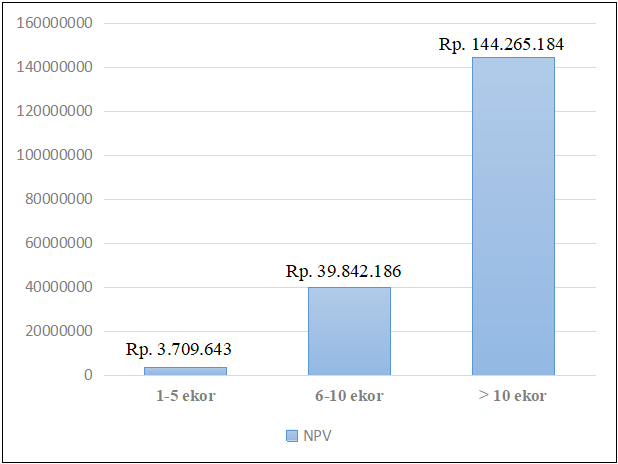 160000000
140000000
120000000
100000000
80000000
60000000
40000000
20000000
0
Rp. 3.709.643
Rp. 39.842.186
Rp. 144.265.184
1-5 ekor
6-10 ekor
> 10 ekor
NPV